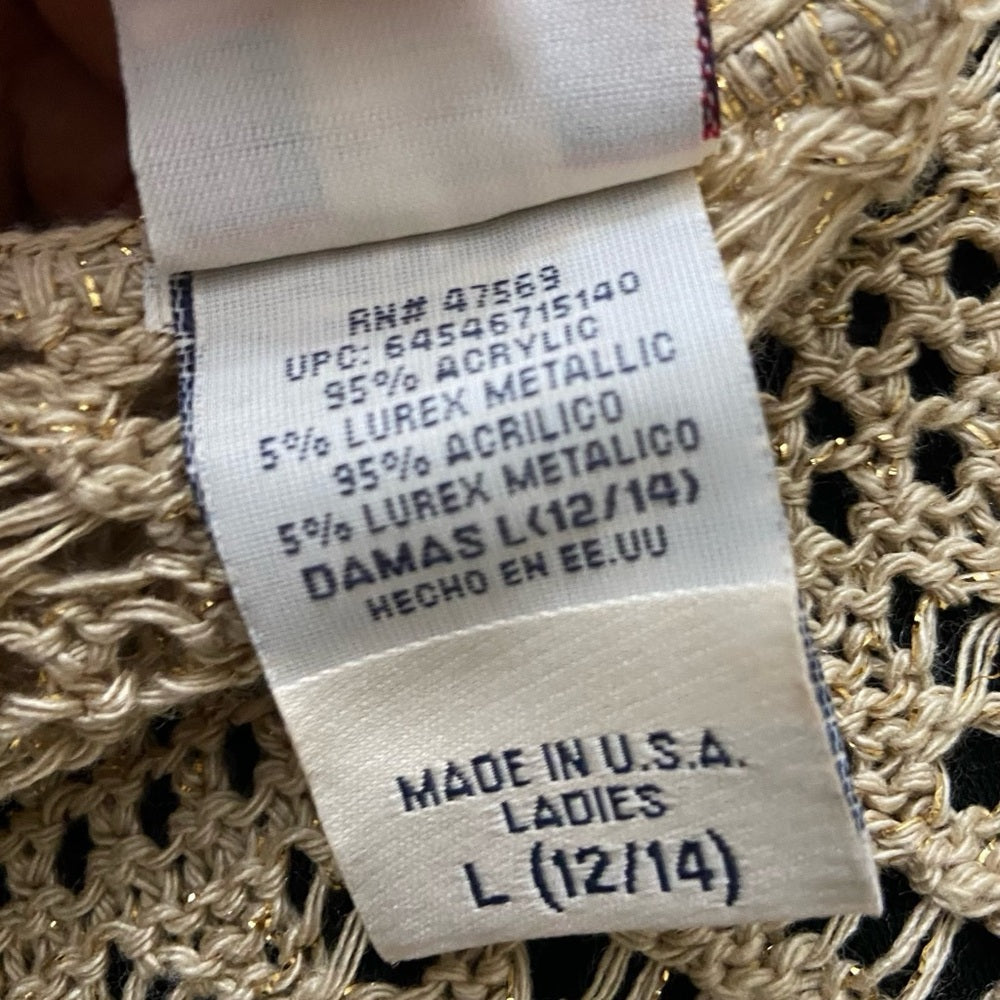 RN# 47569
UPC: 64546715140
95% ACRYLIC
5% LUREX METALLIC
95% ACRILICO
5% LUREX METALICO
DAMAS L(12/14)
HECHO EN EE.UU
MADE IN U.S.A.
LADIES
L (12/14)